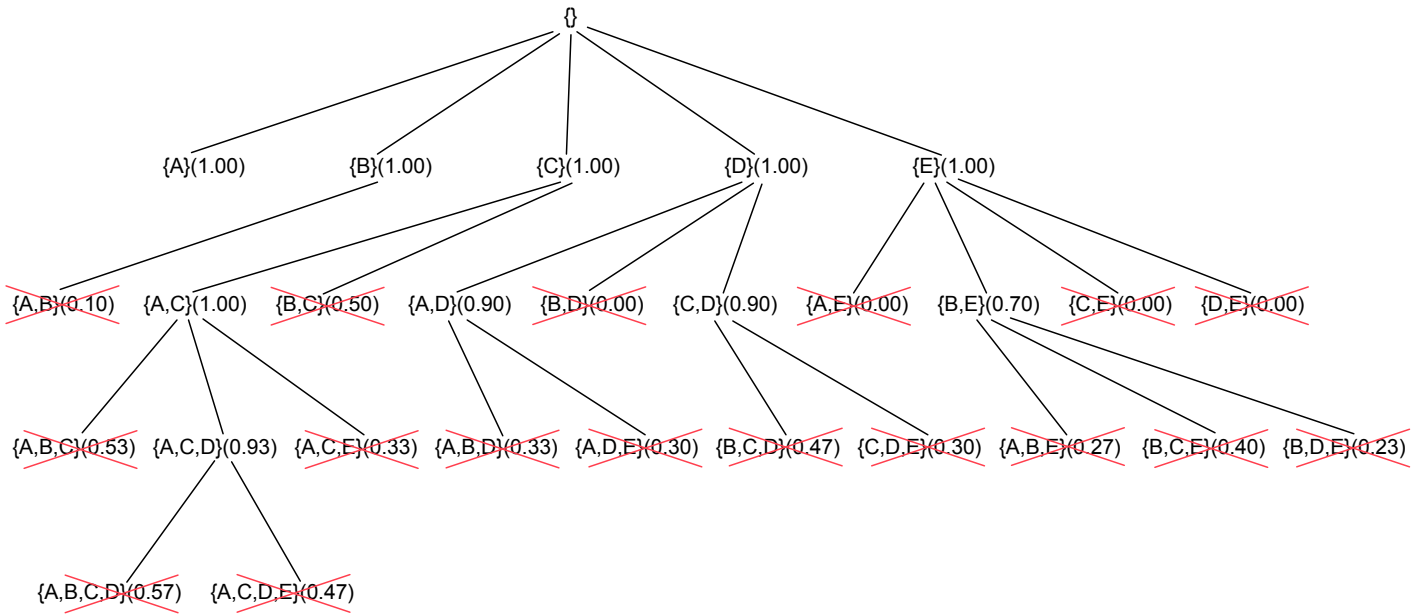 {}
{A}(1.00) {B}(1.00) {C}(1.00) {D}(1.00) {E}(1.00)
{A,B}(0.10) {A,C}(1.00) {B,C}(0.50) {A,D}(0.90) {B,D}(0.00) {C,D}(0.90) {A,E}(0.00) {B,E}(0.70) {C,E}(0.00) {D,E}(0.00)
{A,B,C}(0.53) {A,C,D}(0.93) {A,C,E}(0.33) {A,B,D}(0.33) {A,D,E}(0.30) {B,C,D}(0.47) {C,D,E}(0.30) {A,B,E}(0.27) {B,C,E}(0.40) {B,D,E}(0.23)
{A,B,C,D}(0.57) {A,C,D,E}(0.47)